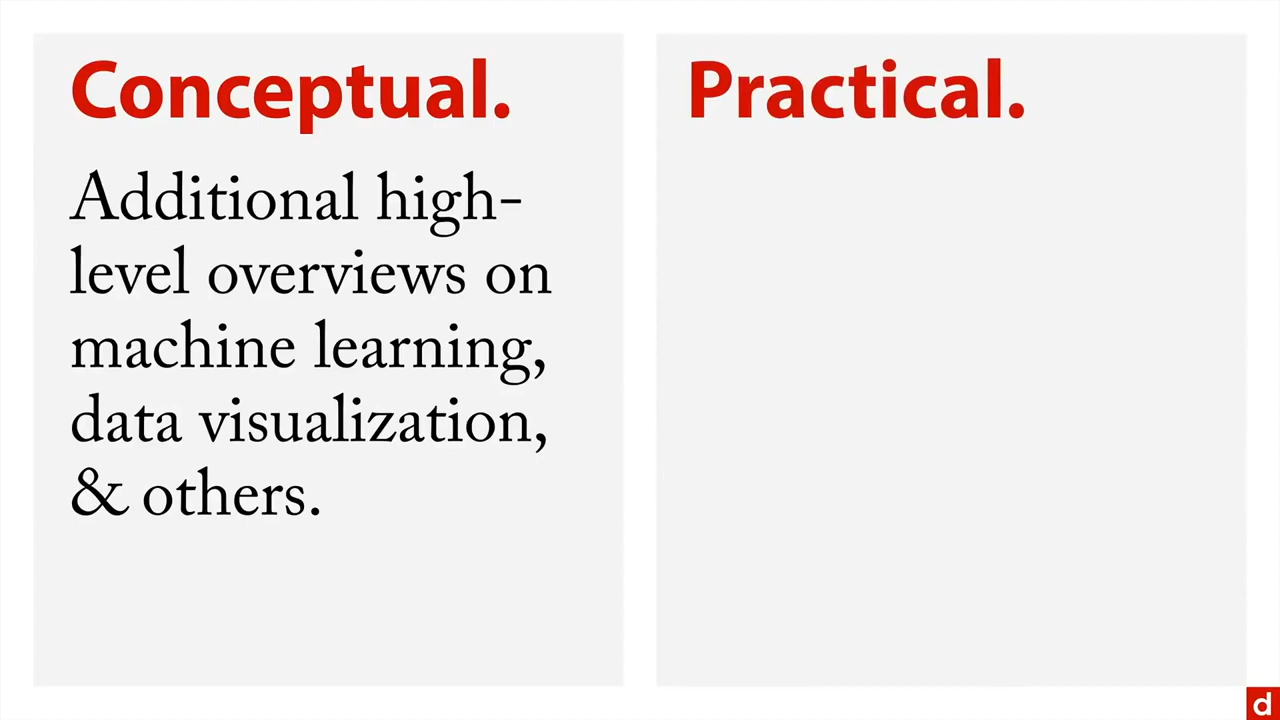 Conceptual.
Additional high-
level overviews on
machine learning,
data visualization,
& others.
Practical.
d